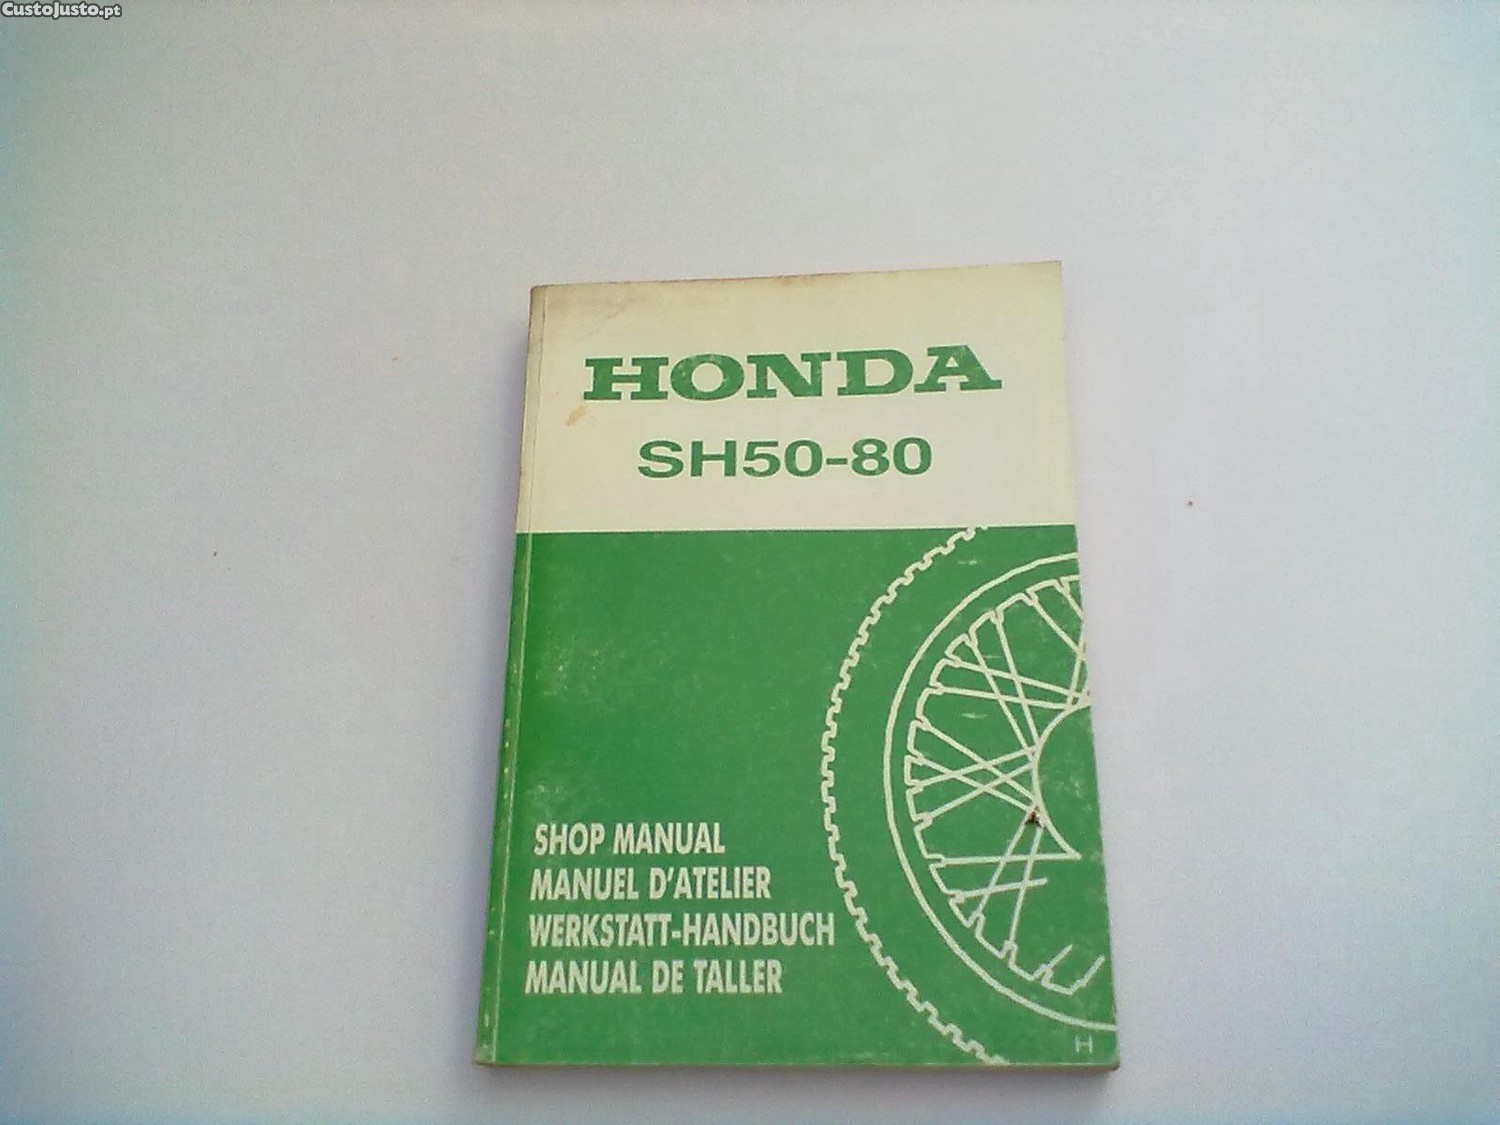 CustoJusto.pt
HONDA
SH50-80
SHOP MANUAL
MANUEL D'ATELIER
WERKSTATT-HANDBUCH
MANUAL DE TALLER
H